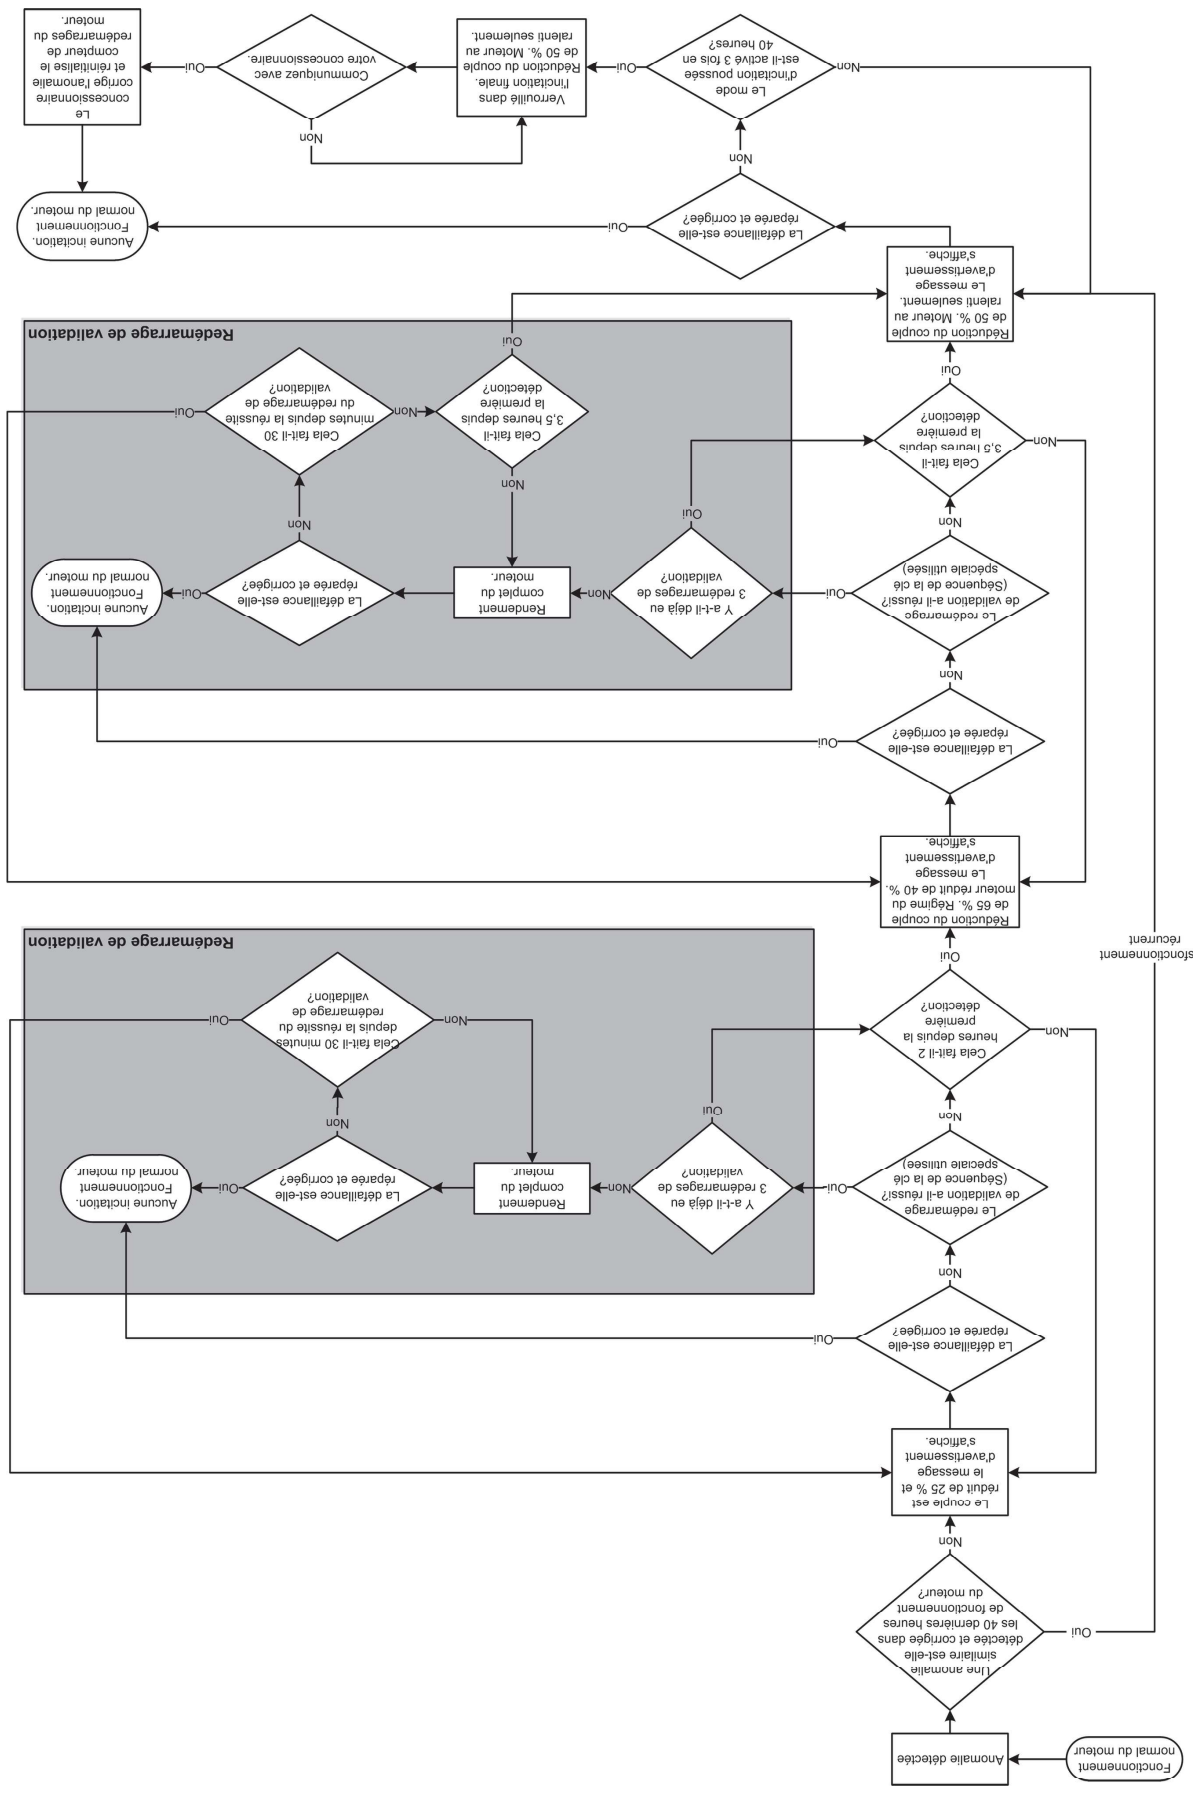 Fonctionnement
normal du moteur
Anomalie détectée
Une anomalie
similaire est-elle
détectée et corrigée dans
les 40 dernières heures
de fonctionnement
du moteur?
Oui
Non
Le couple est
réduit de 25 % et
le message
d'avertissement
s'affiche.
La défaillance est-elle
réparée et corrigée?
Oui
Non
Le redémarrage
de validation a-il réussi?
(Séquence de la clé
spéciale utilisée)
Oui
Non
Y a-t-il déjà eu
3 redémarrages de
validation?
Non
Oui
Rendement
complet du
moteur.
La défaillance est-elle
réparée et corrigée?
Oui
Non
Aucune incitation.
Fonctionnement
normal du moteur.
Cela fait-il 30 minutes
depuis la réussite du
redémarrage de
validation?
Non
Oui
Redémarrage de validation
Cela fait-il 2
heures depuis la
première
détection?
Non
Oui
sfonctionnement
récurrent
Réduction du couple
de 65 %. Régime du
moteur réduit de 40 %.
Le message
d'avertissement
s'affiche.
La défaillance est-elle
réparée et corrigée?
Oui
Non
Le redémarrage
de validation a-il réussi?
(Séquence de la clé
spéciale utilisée)
Oui
Non
Y a-t-il déjà eu
3 redémarrages de
validation?
Non
Oui
Rendement
complet du
moteur.
La défaillance est-elle
réparée et corrigée?
Oui
Non
Aucune incitation.
Fonctionnement
normal du moteur.
Cela fait-il
3,5 heures depuis
la première
détection?
Non
Oui
Cela fait-il
3,5 heures depuis
la première
détection?
Non
Oui
Cela fait-il 30
minutes depuis la réussite
du redémarrage de
validation?
Non
Oui
Redémarrage de validation
Réduction du couple
de 50 %. Moteur au
ralenti seulement.
Le message
d'avertissement
s'affiche.
La défaillance est-elle
réparée et corrigée?
Oui
Non
Aucune incitation.
Fonctionnement
normal du moteur.
Le mode
d'incitation poussée
est-il activé 3 fois en
40 heures?
Non
Oui
Verrouillé dans
l'incitation finale.
Réduction du couple
de 50 %. Moteur au
ralenti seulement.
Communiquez avec
votre concessionnaire.
Non
Oui
Le
concessionnaire
corrige l'anomalie
et réinitialise le
compteur de
redémarrages du
moteur.